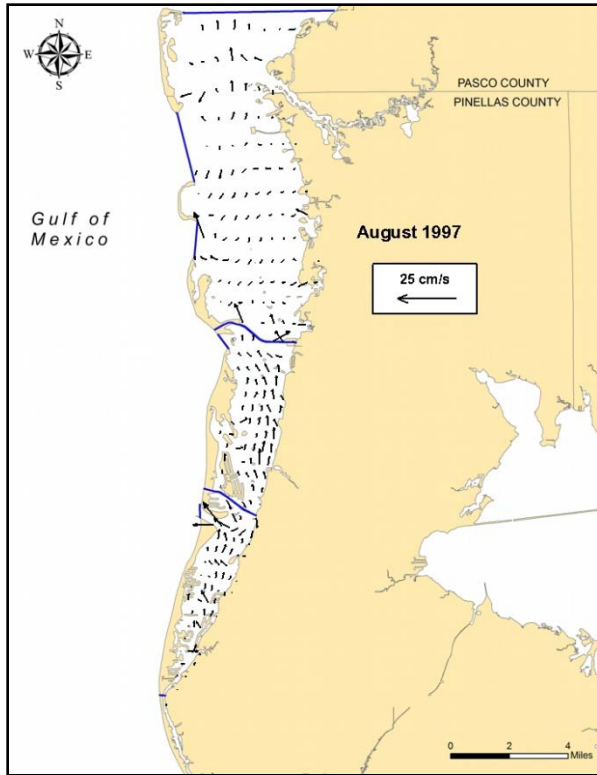 N
W E
S
PASCO COUNTY
PINELLAS COUNTY
Gulf of
Mexico
August 1997
25 cm/s
0 2 4
Miles